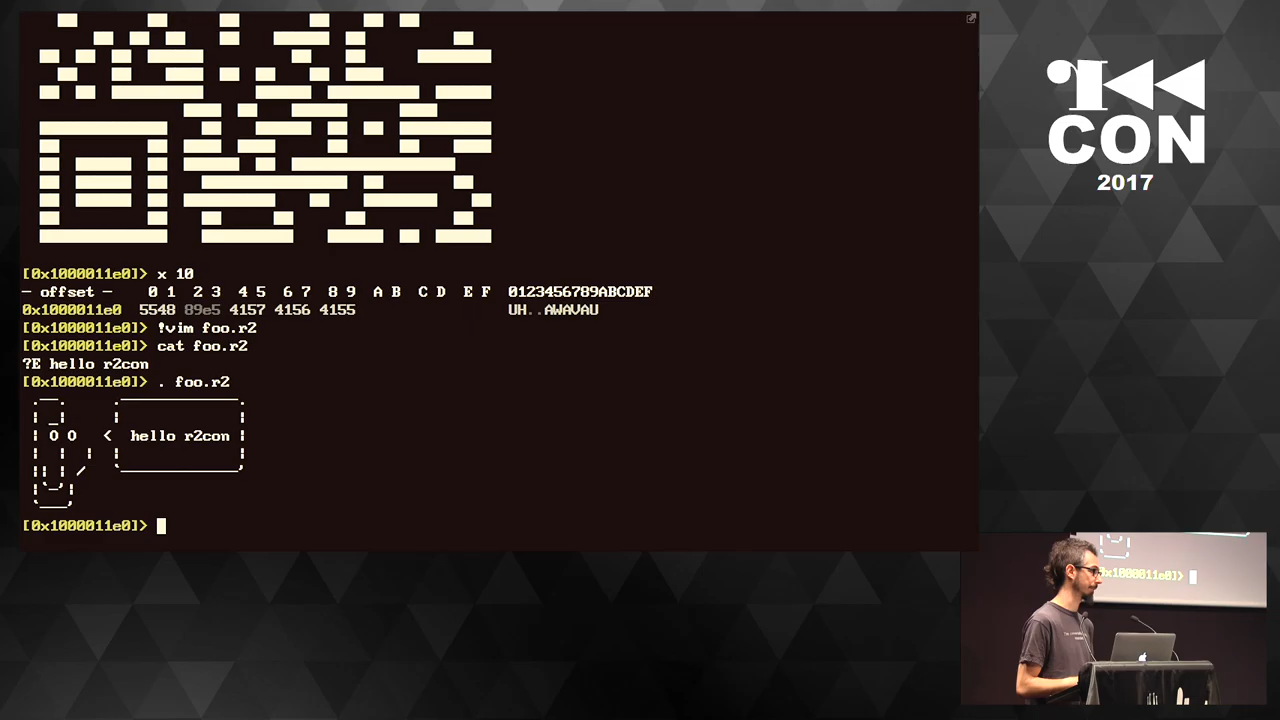 [0x1000011e0]> x 10
- offset -   0 1  2 3  4 5  6 7  8 9  A B  C D  E F  0123456789ABCDEF
0x1000011e0  5548 89e5 4157 4156 4155                UH..AWAVAU
[0x1000011e0]> !vim foo.r2
[0x1000011e0]> cat foo.r2
?E hello r2con
[0x1000011e0]> . foo.r2
hello r2con
[0x1000011e0]>
CON
2017
0x1000011e0]>